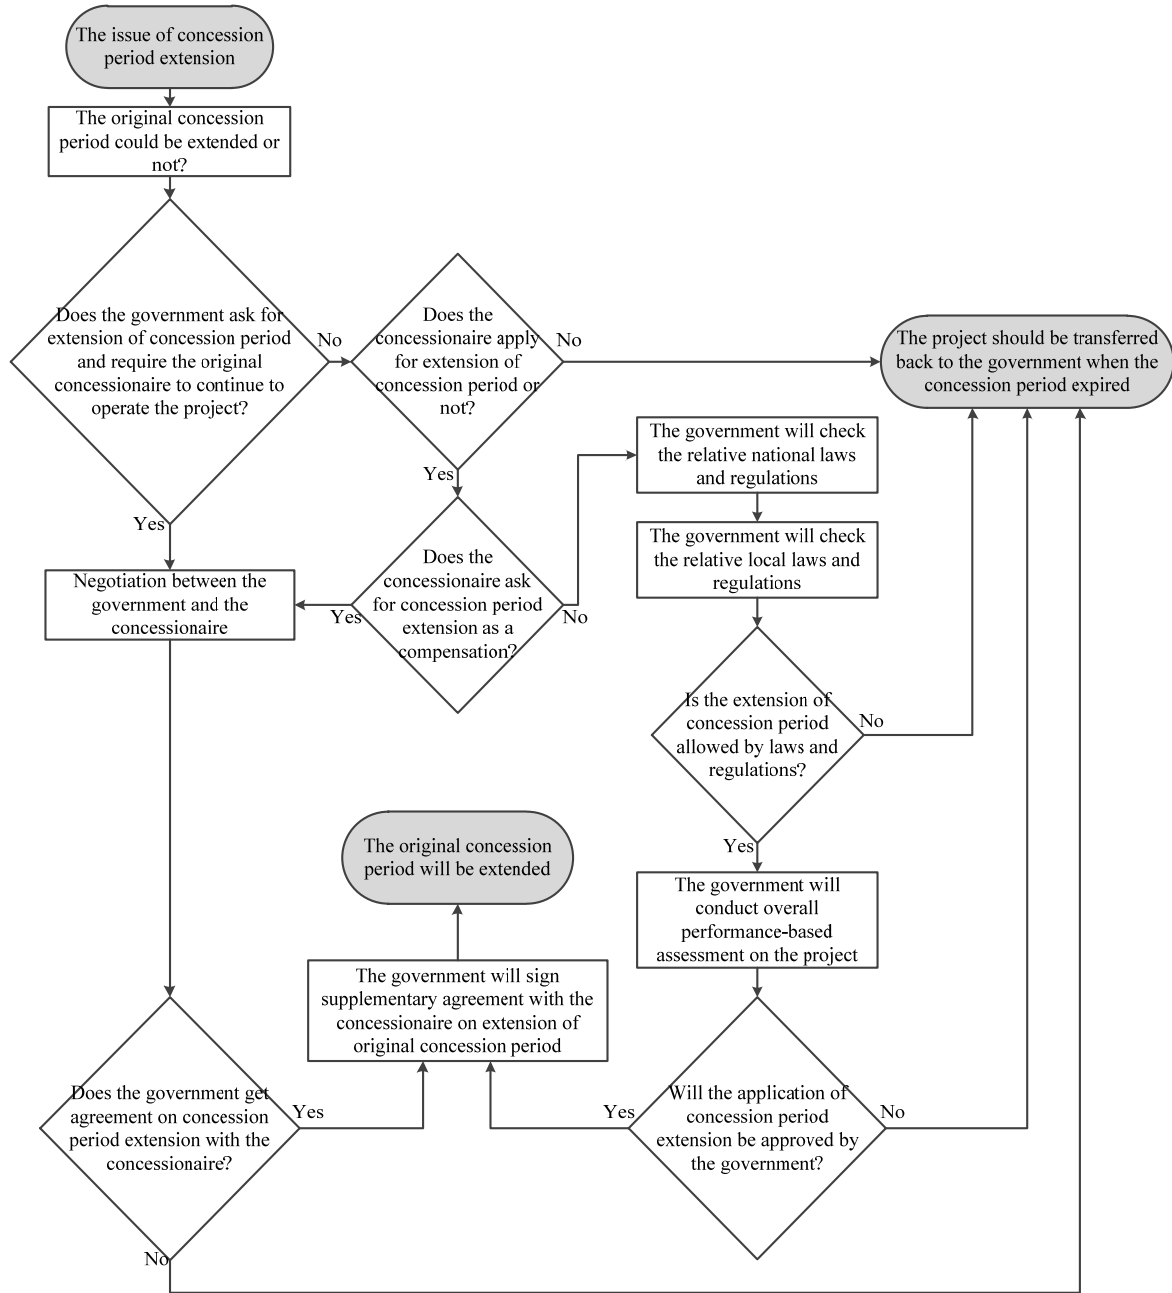 The issue of concession
period extension
The original concession
period could be extended or
not?
Does the government ask for
extension of concession period
and require the original
concessionaire to continue to
operate the project?
No
Yes
Does the
concessionaire apply
for extension of
concession period or
not?
No
Yes
The project should be transferred
back to the government when the
concession period expired
The government will check
the relative national laws
and regulations
The government will check
the relative local laws and
regulations
Negotiation between the
government and the
concessionaire
Does the
concessionaire ask
for concession period
extension as a
compensation?
Yes
No
Is the extension of
concession period
allowed by laws and
regulations?
No
Yes
The original concession
period will be extended
The government will
conduct overall
performance-based
assessment on the project
The government will sign
supplementary agreement with the
concessionaire on extension of
original concession period
Does the government get
agreement on concession
period extension with the
concessionaire?
Yes
No
Will the application of
concession period
extension be approved by
the government?
Yes
No